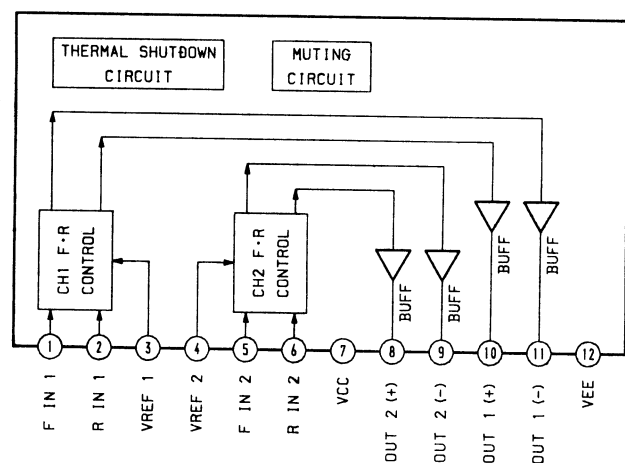 THERMAL SHUTDOWN
CIRCUIT
MUTING
CIRCUIT
CH1 F·R
CONTROL
CH2 F·R
CONTROL
BUFF
BUFF
BUFF
BUFF
1
2
3
4
5
6
7
8
9
10
11
12
F IN 1
R IN 1
VREF 1
VREF 2
F IN 2
R IN 2
VCC
OUT 2 (+)
OUT 2 (-)
OUT 1 (+)
OUT 1 (-)
VEE